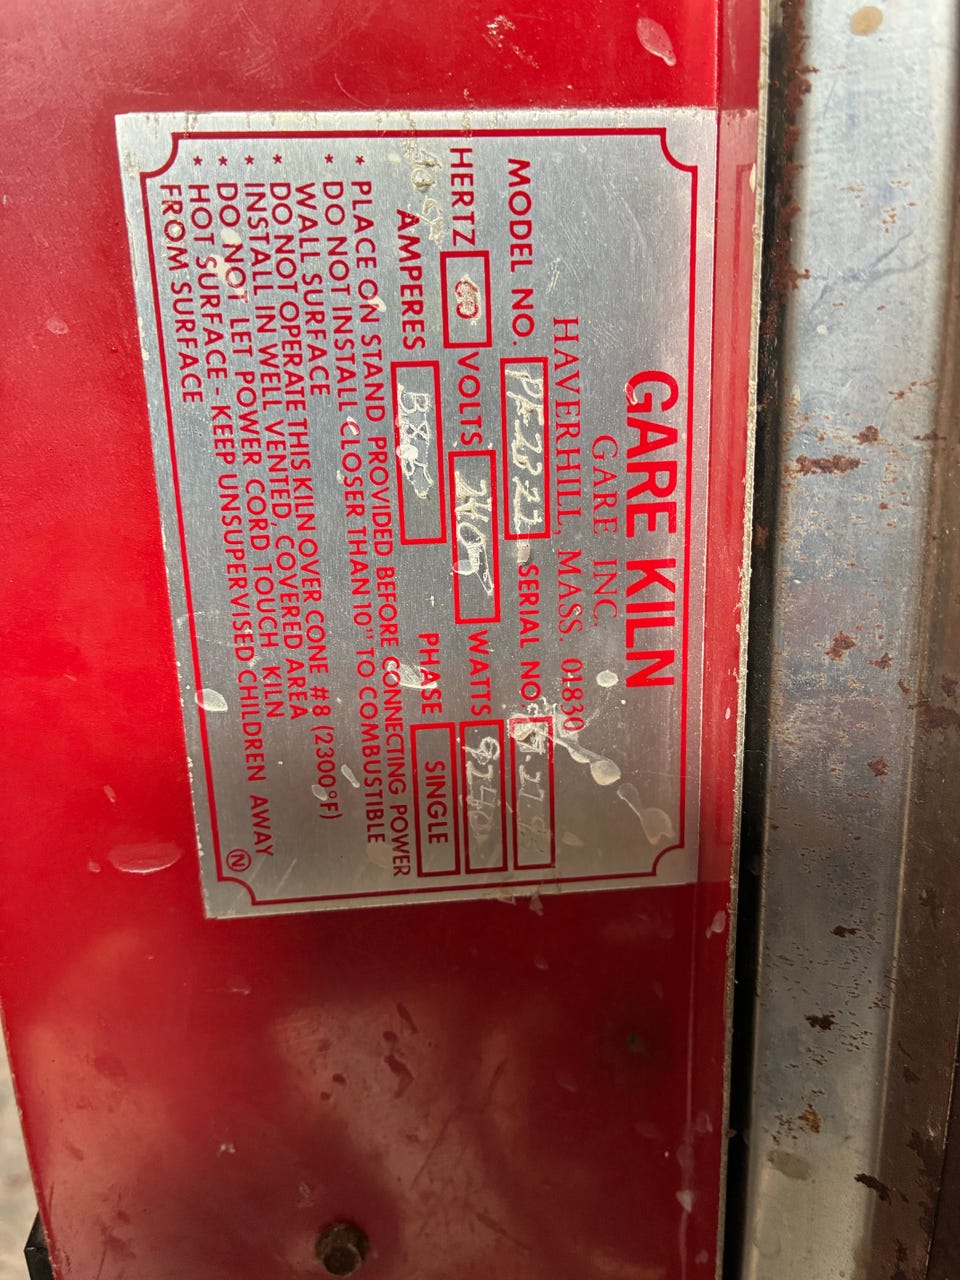 GARE KILN
GARE INC.
HAVERHILL, MASS. 01830
MODEL NO. SERIAL NO.
HERTZ 60 VOLTS 240 WATTS
AMPERES PHASE SINGLE
* PLACE ON STAND PROVIDED BEFORE CONNECTING POWER
* DO NOT INSTALL CLOSER THAN 10" TO COMBUSTIBLE
WALL SURFACE
* DO NOT OPERATE THIS KILN OVER CONE #8 (2300°F)
* INSTALL IN WELL VENTED, COVERED AREA
* DO NOT LET POWER CORD TOUCH KILN
* HOT SURFACE - KEEP UNSUPERVISED CHILDREN AWAY
FROM SURFACE
N